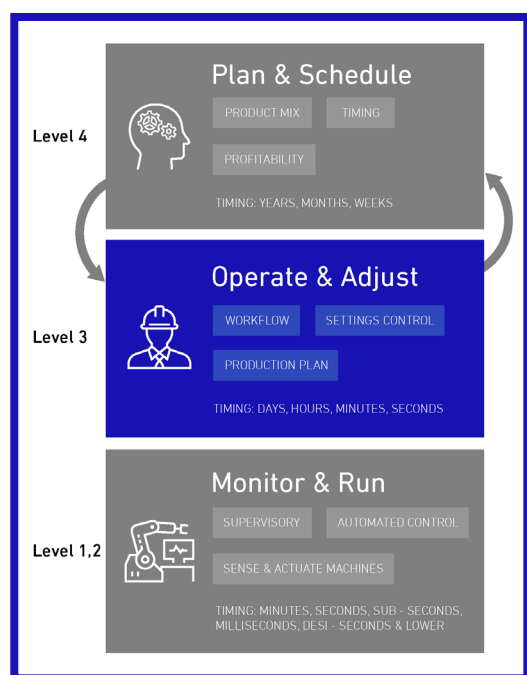 Plan & Schedule
PRODUCT MIX
TIMING
Level 4
PROFITABILITY
TIMING: YEARS, MONTHS, WEEKS
Operate & Adjust
WORKFLOW
SETTINGS CONTROL
Level 3
PRODUCTION PLAN
TIMING: DAYS, HOURS, MINUTES, SECONDS
Monitor & Run
SUPERVISORY
AUTOMATED CONTROL
Level 1,2
SENSE & ACTUATE MACHINES
TIMING: MINUTES, SECONDS, SUB - SECONDS,
MILLISECONDS, DESI - SECONDS & LOWER